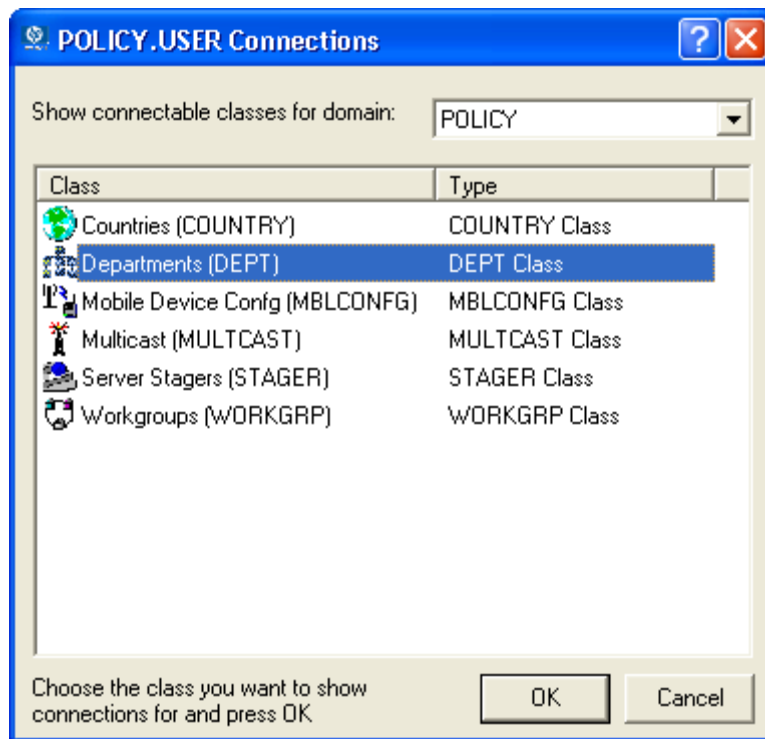 POLICY.USER Connections
Show connectable classes for domain: POLICY
Class Type
Countries (COUNTRY) COUNTRY Class
Departments (DEPT) DEPT Class
Mobile Device Confg (MBLCONFG) MBLCONFG Class
Multicast (MULTCAST) MULTCAST Class
Server Stagers (STAGER) STAGER Class
Workgroups (WORKGRP) WORKGRP Class
Choose the class you want to show
connections for and press OK
OK Cancel